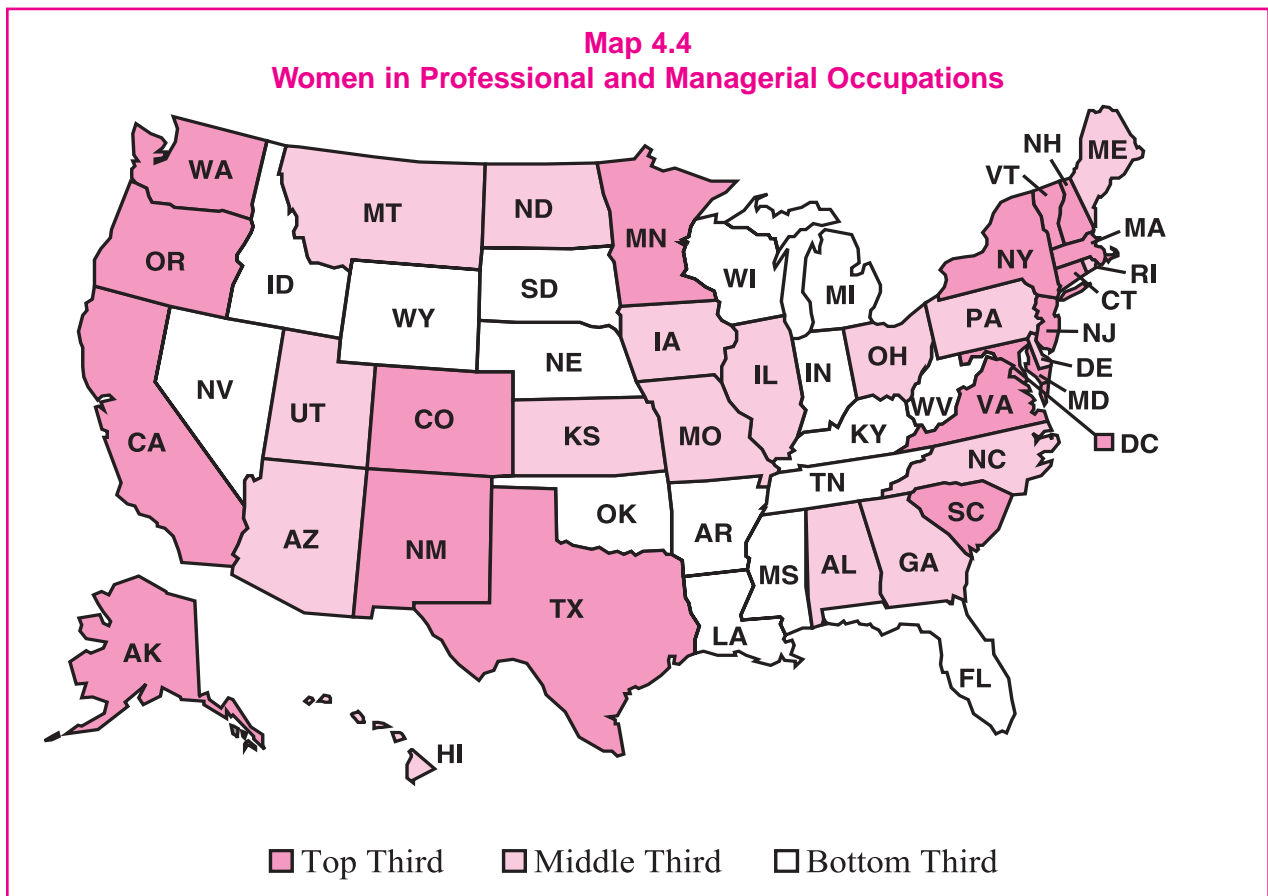 Map 4.4
Women in Professional and Managerial Occupations
WA
OR
CA
NV
ID
MT
WY
UT
AZ
CO
NM
ND
SD
NE
KS
OK
TX
MN
IA
MO
AR
LA
WI
IL
MI
IN
OH
KY
TN
MS
AL
GA
FL
SC
NC
VA
WV
PA
NY
VT
NH
ME
MA
RI
CT
NJ
DE
MD
DC
AK
HI
Top Third
Middle Third
Bottom Third